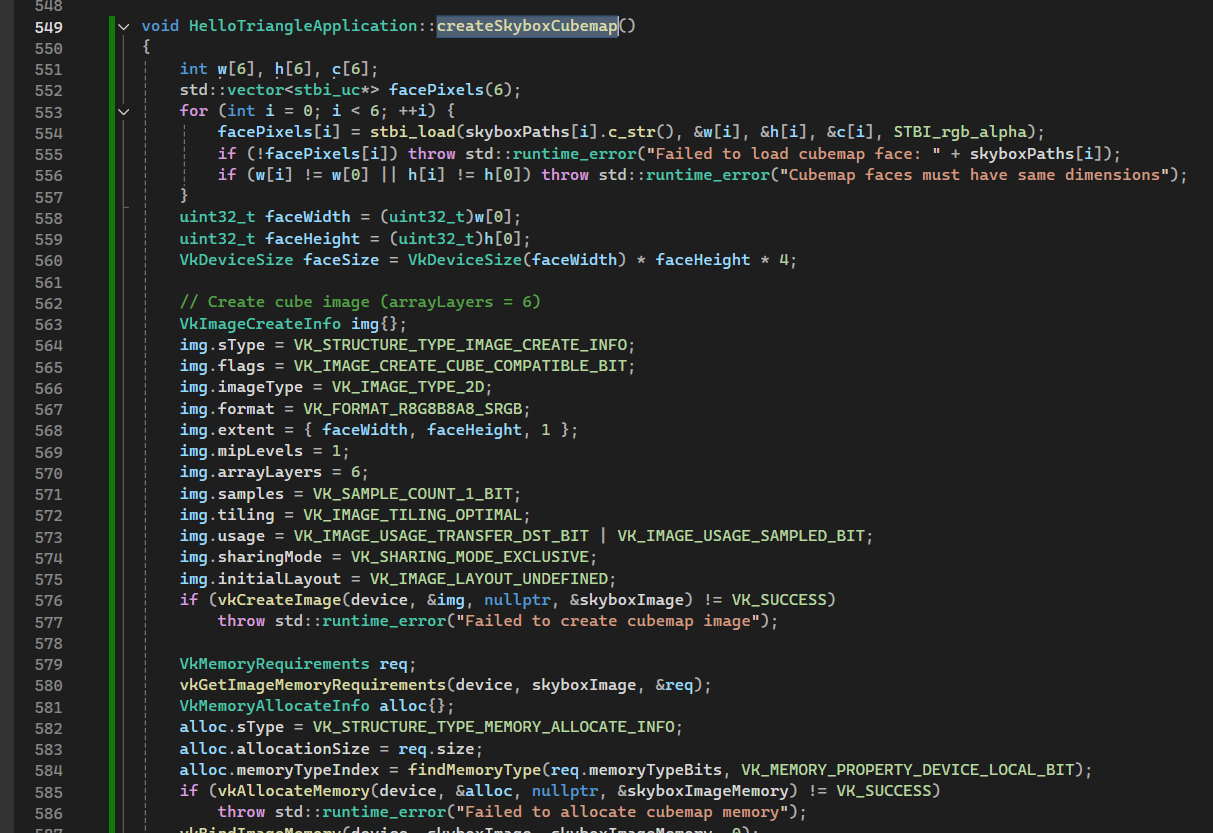 548
549 void HelloTriangleApplication::createSkyboxCubemap()
550 {
551 int w[6], h[6], c[6];
552 std::vector<stbi_uc*> facePixels(6);
553 for (int i = 0; i < 6; ++i) {
554 facePixels[i] = stbi_load(skyboxPaths[i].c_str(), &w[i], &h[i], &c[i], STBI_rgb_alpha);
555 if (!facePixels[i]) throw std::runtime_error("Failed to load cubemap face: " + skyboxPaths[i]);
556 if (w[i] != w[0] || h[i] != h[0]) throw std::runtime_error("Cubemap faces must have same dimensions");
557 }
558 uint32_t faceWidth = (uint32_t)w[0];
559 uint32_t faceHeight = (uint32_t)h[0];
560 VkDeviceSize faceSize = VkDeviceSize(faceWidth) * faceHeight * 4;
561
562 // Create cube image (arrayLayers = 6)
563 VkImageCreateInfo img{};
564 img.sType = VK_STRUCTURE_TYPE_IMAGE_CREATE_INFO;
565 img.flags = VK_IMAGE_CREATE_CUBE_COMPATIBLE_BIT;
566 img.imageType = VK_IMAGE_TYPE_2D;
567 img.format = VK_FORMAT_R8G8B8A8_SRGB;
568 img.extent = { faceWidth, faceHeight, 1 };
569 img.mipLevels = 1;
570 img.arrayLayers = 6;
571 img.samples = VK_SAMPLE_COUNT_1_BIT;
572 img.tiling = VK_IMAGE_TILING_OPTIMAL;
573 img.usage = VK_IMAGE_USAGE_TRANSFER_DST_BIT | VK_IMAGE_USAGE_SAMPLED_BIT;
574 img.sharingMode = VK_SHARING_MODE_EXCLUSIVE;
575 img.initialLayout = VK_IMAGE_LAYOUT_UNDEFINED;
576 if (vkCreateImage(device, &img, nullptr, &skyboxImage) != VK_SUCCESS)
577 throw std::runtime_error("Failed to create cubemap image");
578
579 VkMemoryRequirements req;
580 vkGetImageMemoryRequirements(device, skyboxImage, &req);
581 VkMemoryAllocateInfo alloc{};
582 alloc.sType = VK_STRUCTURE_TYPE_MEMORY_ALLOCATE_INFO;
583 alloc.allocationSize = req.size;
584 alloc.memoryTypeIndex = findMemoryType(req.memoryTypeBits, VK_MEMORY_PROPERTY_DEVICE_LOCAL_BIT);
585 if (vkAllocateMemory(device, &alloc, nullptr, &skyboxImageMemory) != VK_SUCCESS)
586 throw std::runtime_error("Failed to allocate cubemap memory");
587 vkBindImageMemory(device, skyboxImage, skyboxImageMemory, 0);